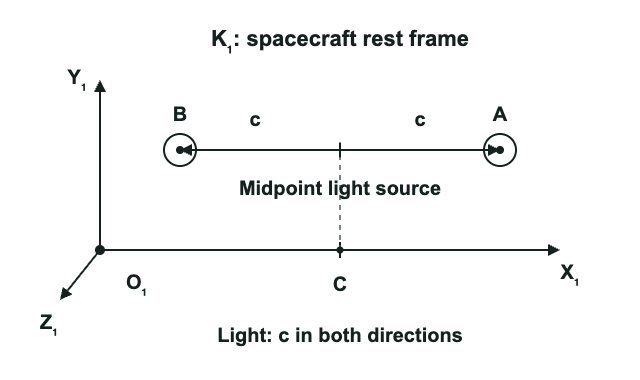 K₁: spacecraft rest frame
Y₁
B c c A
Midpoint light source
O₁ C X₁
Z₁
Light: c in both directions